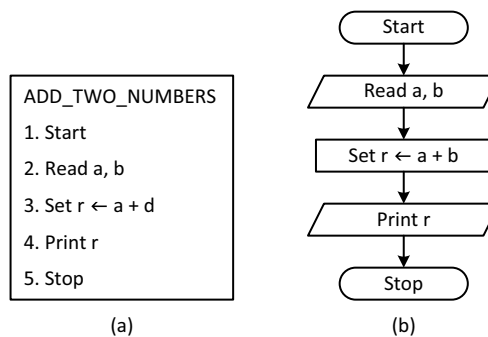 ADD_TWO_NUMBERS
1. Start
2. Read a, b
3. Set r ← a + d
4. Print r
5. Stop
(a)
Start
Read a, b
Set r ← a + b
Print r
Stop
(b)